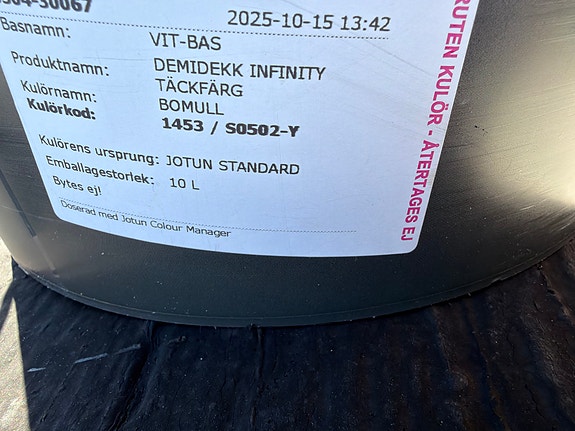 2025-10-15 13:42
Basnamn: VIT-BAS
Produktnamn: DEMIDEKK INFINITY
TÄCKFÄRG
Kulörnamn: BOMULL
Kulörkod: 1453 / S0502-Y
Kulörens ursprung: JOTUN STANDARD
Emballagestorlek: 10 L
Bytes ej!
Doserad med Jotun Colour Manager
KULÖR - ÅTERTAGES EJ